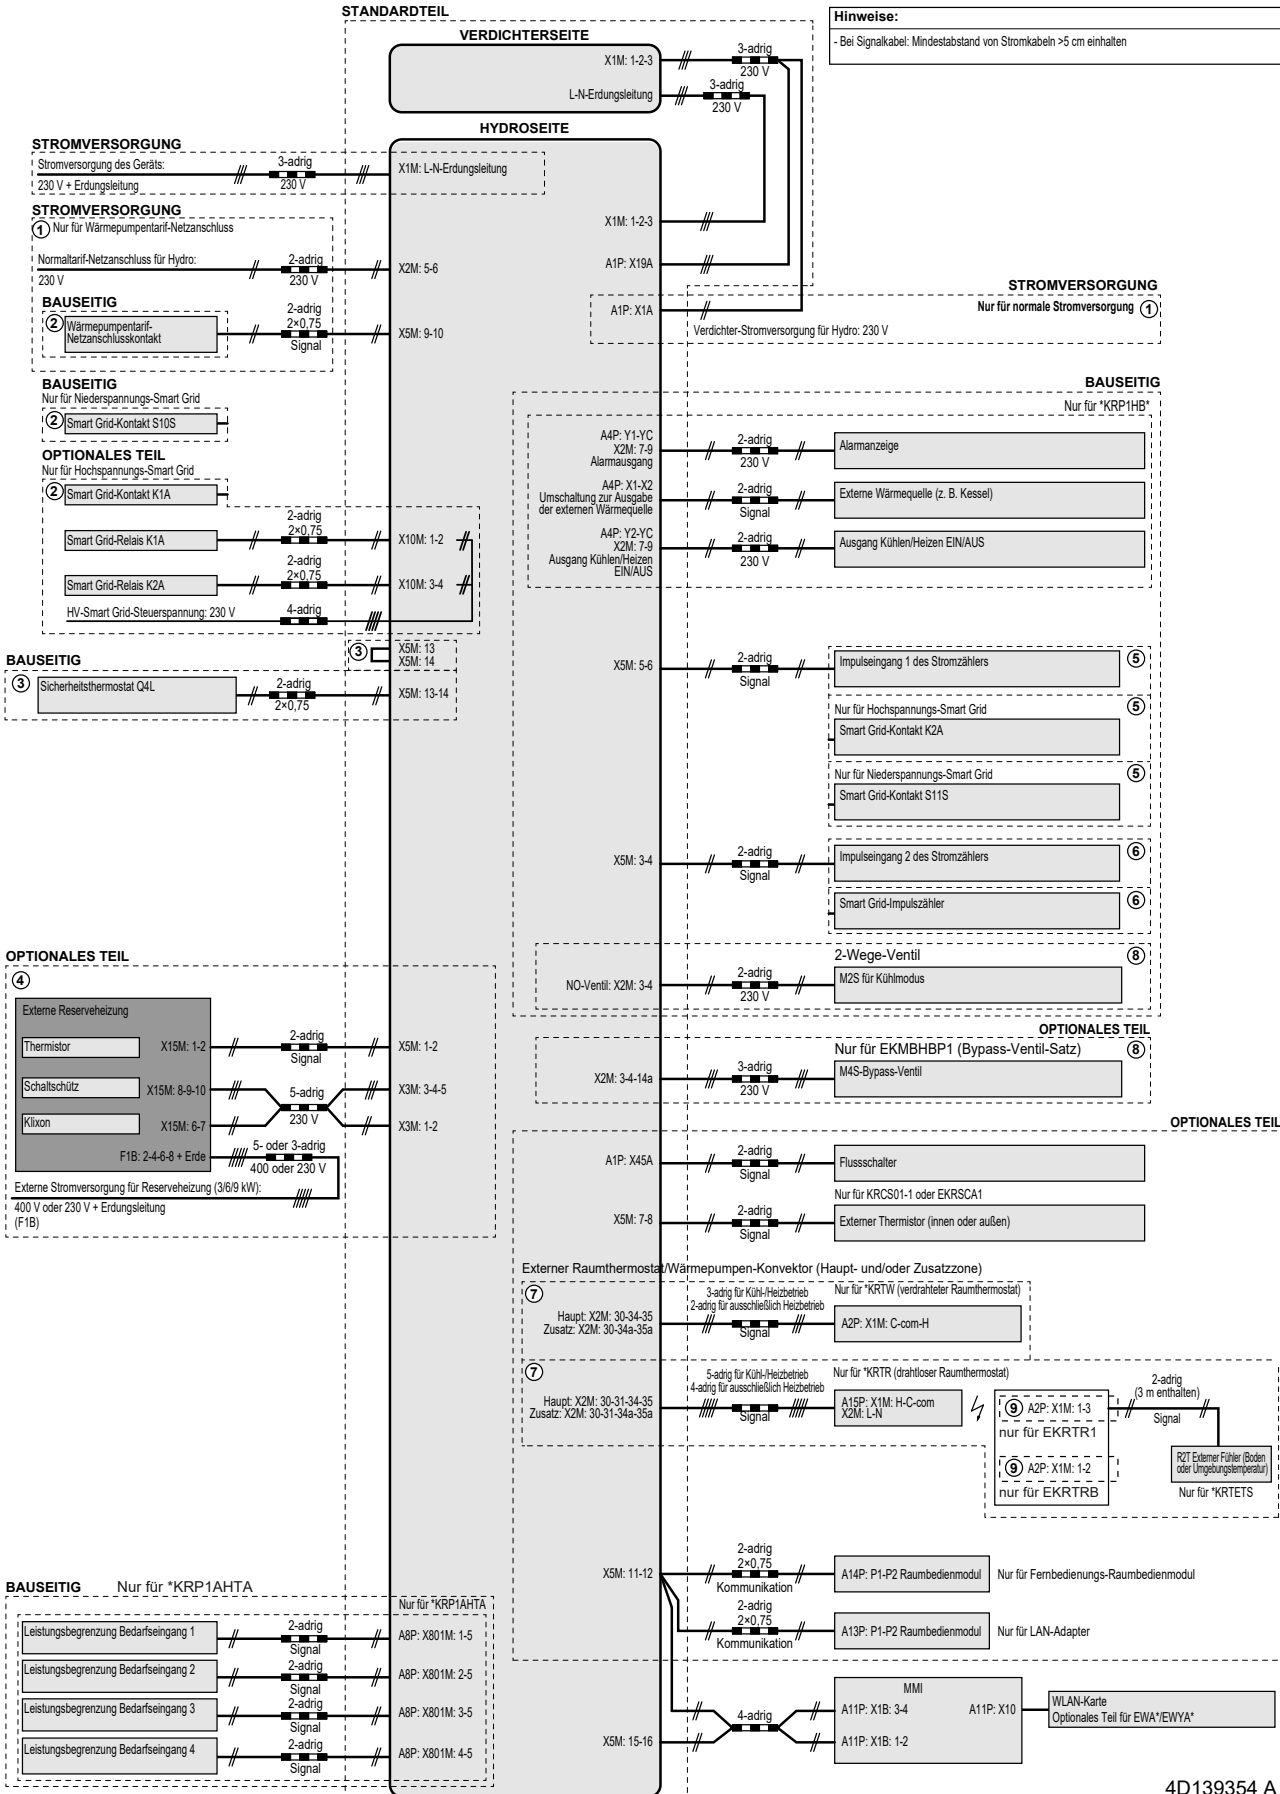 STANDARDTEIL
Hinweise:
- Bei Signalkabel: Mindestabstand von Stromkabeln >5 cm einhalten
VERDICHTERSEITE
X1M: 1-2-3
3-adrig
230 V
L-N-Erdungsleitung
3-adrig
230 V
HYDROSEITE
STROMVERSORGUNG
Stromversorgung des Geräts:
230 V + Erdungsleitung
3-adrig
230 V
X1M: L-N-Erdungsleitung
STROMVERSORGUNG
1 Nur für Wärmepumpentarif-Netzanschluss
Normaltarif-Netzanschluss für Hydro:
230 V
2-adrig
230 V
X2M: 5-6
BAUSEITIG
2 Wärmepumpentarif-
Netzanschlusskontakt
2-adrig
2×0,75
Signal
X5M: 9-10
X1M: 1-2-3
A1P: X19A
A1P: X1A
STROMVERSORGUNG
Nur für normale Stromversorgung 1
Verdichter-Stromversorgung für Hydro: 230 V
BAUSEITIG
Nur für Niederspannungs-Smart Grid
2 Smart Grid-Kontakt S10S
OPTIONALES TEIL
Nur für Hochspannungs-Smart Grid
2 Smart Grid-Kontakt K1A
Smart Grid-Relais K1A
2-adrig
2×0,75
X10M: 1-2
Smart Grid-Relais K2A
2-adrig
2×0,75
X10M: 3-4
HV-Smart Grid-Steuerspannung: 230 V
4-adrig
3 X5M: 13
X5M: 14
BAUSEITIG
3 Sicherheitsthermostat Q4L
2-adrig
2×0,75
X5M: 13-14
BAUSEITIG
Nur für *KRP1HB*
A4P: Y1-YC
X2M: 7-9
Alarmausgang
2-adrig
230 V
Alarmanzeige
A4P: X1-X2
Umschaltung zur Ausgabe
der externen Wärmequelle
2-adrig
Signal
Externe Wärmequelle (z. B. Kessel)
A4P: Y2-YC
X2M: 7-9
Ausgang Kühlen/Heizen
EIN/AUS
2-adrig
230 V
Ausgang Kühlen/Heizen EIN/AUS
X5M: 5-6
2-adrig
Signal
Impulseingang 1 des Stromzählers
5
Nur für Hochspannungs-Smart Grid
5
Smart Grid-Kontakt K2A
Nur für Niederspannungs-Smart Grid
5
Smart Grid-Kontakt S11S
X5M: 3-4
2-adrig
Signal
Impulseingang 2 des Stromzählers
6
Smart Grid-Impulszähler
6
2-Wege-Ventil
8
NO-Ventil: X2M: 3-4
2-adrig
230 V
M2S für Kühlmodus
OPTIONALES TEIL
Nur für EKMBHBP1 (Bypass-Ventil-Satz)
8
X2M: 3-4-14a
3-adrig
230 V
M4S-Bypass-Ventil
OPTIONALES TEIL
4
Externe Reserveheizung
Thermistor
X15M: 1-2
2-adrig
Signal
X5M: 1-2
Schaltschütz
X15M: 8-9-10
5-adrig
230 V
X3M: 3-4-5
Klixon
X15M: 6-7
X3M: 1-2
F1B: 2-4-6-8 + Erde
5- oder 3-adrig
400 oder 230 V
Externe Stromversorgung für Reserveheizung (3/6/9 kW):
400 V oder 230 V + Erdungsleitung
(F1B)
OPTIONALES TEIL
A1P: X45A
2-adrig
Signal
Flussschalter
Nur für KRCS01-1 oder EKRSCA1
X5M: 7-8
2-adrig
Signal
Externer Thermistor (innen oder außen)
Externer Raumthermostat/Wärmepumpen-Konvektor (Haupt- und/oder Zusatzzone)
7
Haupt: X2M: 30-34-35
Zusatz: X2M: 30-34a-35a
3-adrig für Kühl-/Heizbetrieb
2-adrig für ausschließlich Heizbetrieb
Signal
Nur für *KRTW (verdrahteter Raumthermostat)
A2P: X1M: C-com-H
7
Haupt: X2M: 30-31-34-35
Zusatz: X2M: 30-31-34a-35a
5-adrig für Kühl-/Heizbetrieb
4-adrig für ausschließlich Heizbetrieb
Signal
Nur für *KRTR (drahtloser Raumthermostat)
A15P: X1M: H-C-com
X2M: L-N
9 A2P: X1M: 1-3
nur für EKRTR1
9 A2P: X1M: 1-2
nur für EKRTRB
2-adrig
(3 m enthalten)
Signal
R2T Externer Fühler (Boden
oder Umgebungstemperatur)
Nur für *KRTETS
X5M: 11-12
2-adrig
2×0,75
Kommunikation
A14P: P1-P2 Raumbedienmodul
Nur für Fernbedienungs-Raumbedienmodul
2-adrig
2×0,75
Kommunikation
A13P: P1-P2 Raumbedienmodul
Nur für LAN-Adapter
BAUSEITIG Nur für *KRP1AHTA
Nur für *KRP1AHTA
Leistungsbegrenzung Bedarfseingang 1
2-adrig
Signal
A8P: X801M: 1-5
Leistungsbegrenzung Bedarfseingang 2
2-adrig
Signal
A8P: X801M: 2-5
Leistungsbegrenzung Bedarfseingang 3
2-adrig
Signal
A8P: X801M: 3-5
Leistungsbegrenzung Bedarfseingang 4
2-adrig
Signal
A8P: X801M: 4-5
X5M: 15-16
4-adrig
MMI
A11P: X1B: 3-4
A11P: X1B: 1-2
A11P: X10
WLAN-Karte
Optionales Teil für EWA*/EWYA*
4D139354 A